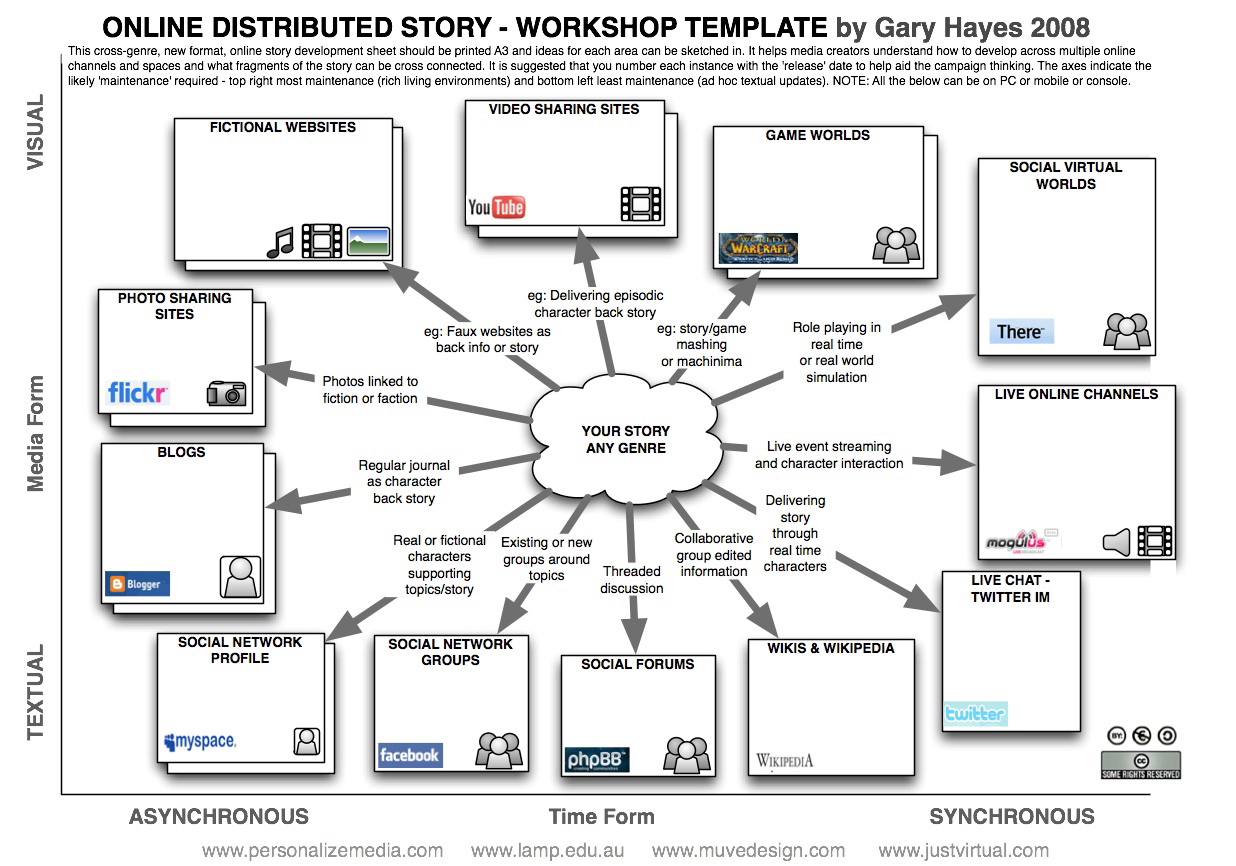 ONLINE DISTRIBUTED STORY - WORKSHOP TEMPLATE by Gary Hayes 2008
This cross-genre, new format, online story development sheet should be printed A3 and ideas for each area can be sketched in. It helps media creators understand how to develop across multiple online
channels and spaces and what fragments of the story can be cross connected. It is suggested that you number each instance with the 'release' date to help aid the campaign thinking. The axes indicate the
likely 'maintenance' required - top right most maintenance (rich living environments) and bottom left least maintenance (ad hoc textual updates). NOTE: All the below can be on PC or mobile or console.
VISUAL
Media Form
TEXTUAL
FICTIONAL WEBSITES
VIDEO SHARING SITES
You Tube
GAME WORLDS
WORLD OF
WARCRAFT
SOCIAL VIRTUAL
WORLDS
There
PHOTO SHARING
SITES
flickr
eg: Faux websites as
back info or story
eg: Delivering episodic
character back story
eg: story/game
mashing
or machinima
Role playing in
real time
or real world
simulation
Photos linked to
fiction or faction
YOUR STORY
ANY GENRE
LIVE ONLINE CHANNELS
mogulus
Live event streaming
and character interaction
BLOGS
Blogger
Regular journal
as character
back story
Real or fictional
characters
supporting
topics/story
Existing or new
groups around
topics
Threaded
discussion
Collaborative
group edited
information
Delivering
story
through
real time
characters
LIVE CHAT -
TWITTER IM
twitter
SOCIAL NETWORK
PROFILE
myspace.
SOCIAL NETWORK
GROUPS
facebook
SOCIAL FORUMS
phpBB
WIKIS & WIKIPEDIA
WIKIPEDIA
BY:
cc
SOME RIGHTS RESERVED
ASYNCHRONOUS
Time Form
SYNCHRONOUS
www.personalizemedia.com
www.lamp.edu.au
www.muvedesign.com
www.justvirtual.com